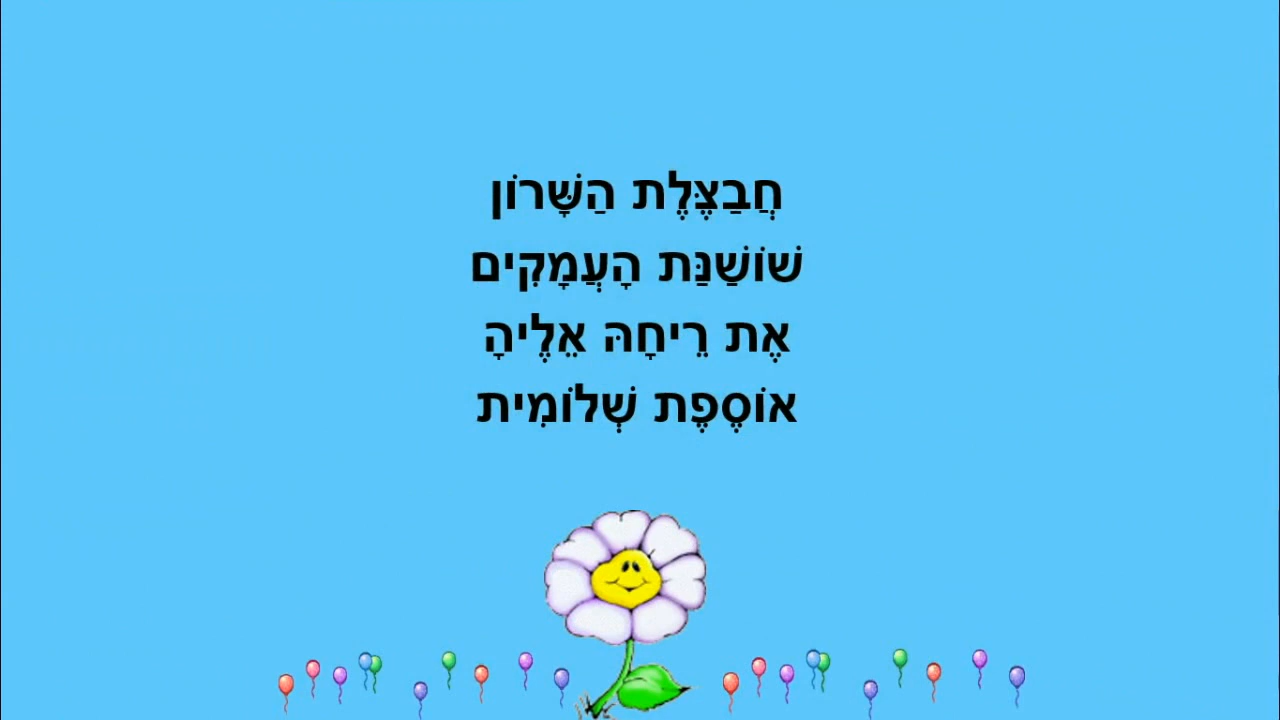 חֲבַצֶּלֶת הַשָּׁרוֹן
שׁוֹשַׁנַּת הָעֲמָקִים
אֶת רֵיחָהּ אֵלֶיהָ
אוֹסֶפֶת שְׁלוֹמִית